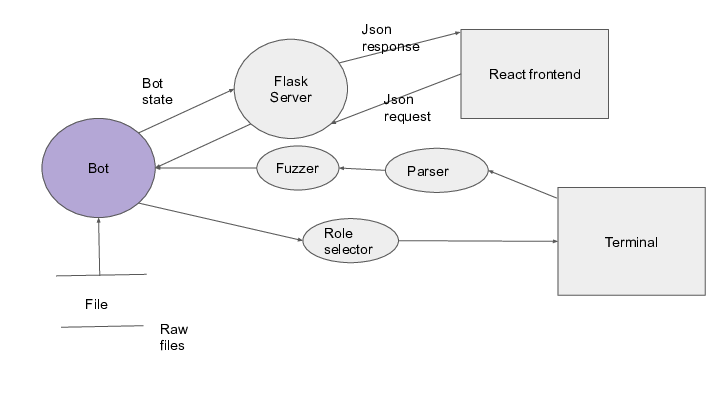 Json
response
Flask
Server
React frontend
Bot
state
Json
request
Bot
Fuzzer
Parser
Role
selector
Terminal
File
Raw
files